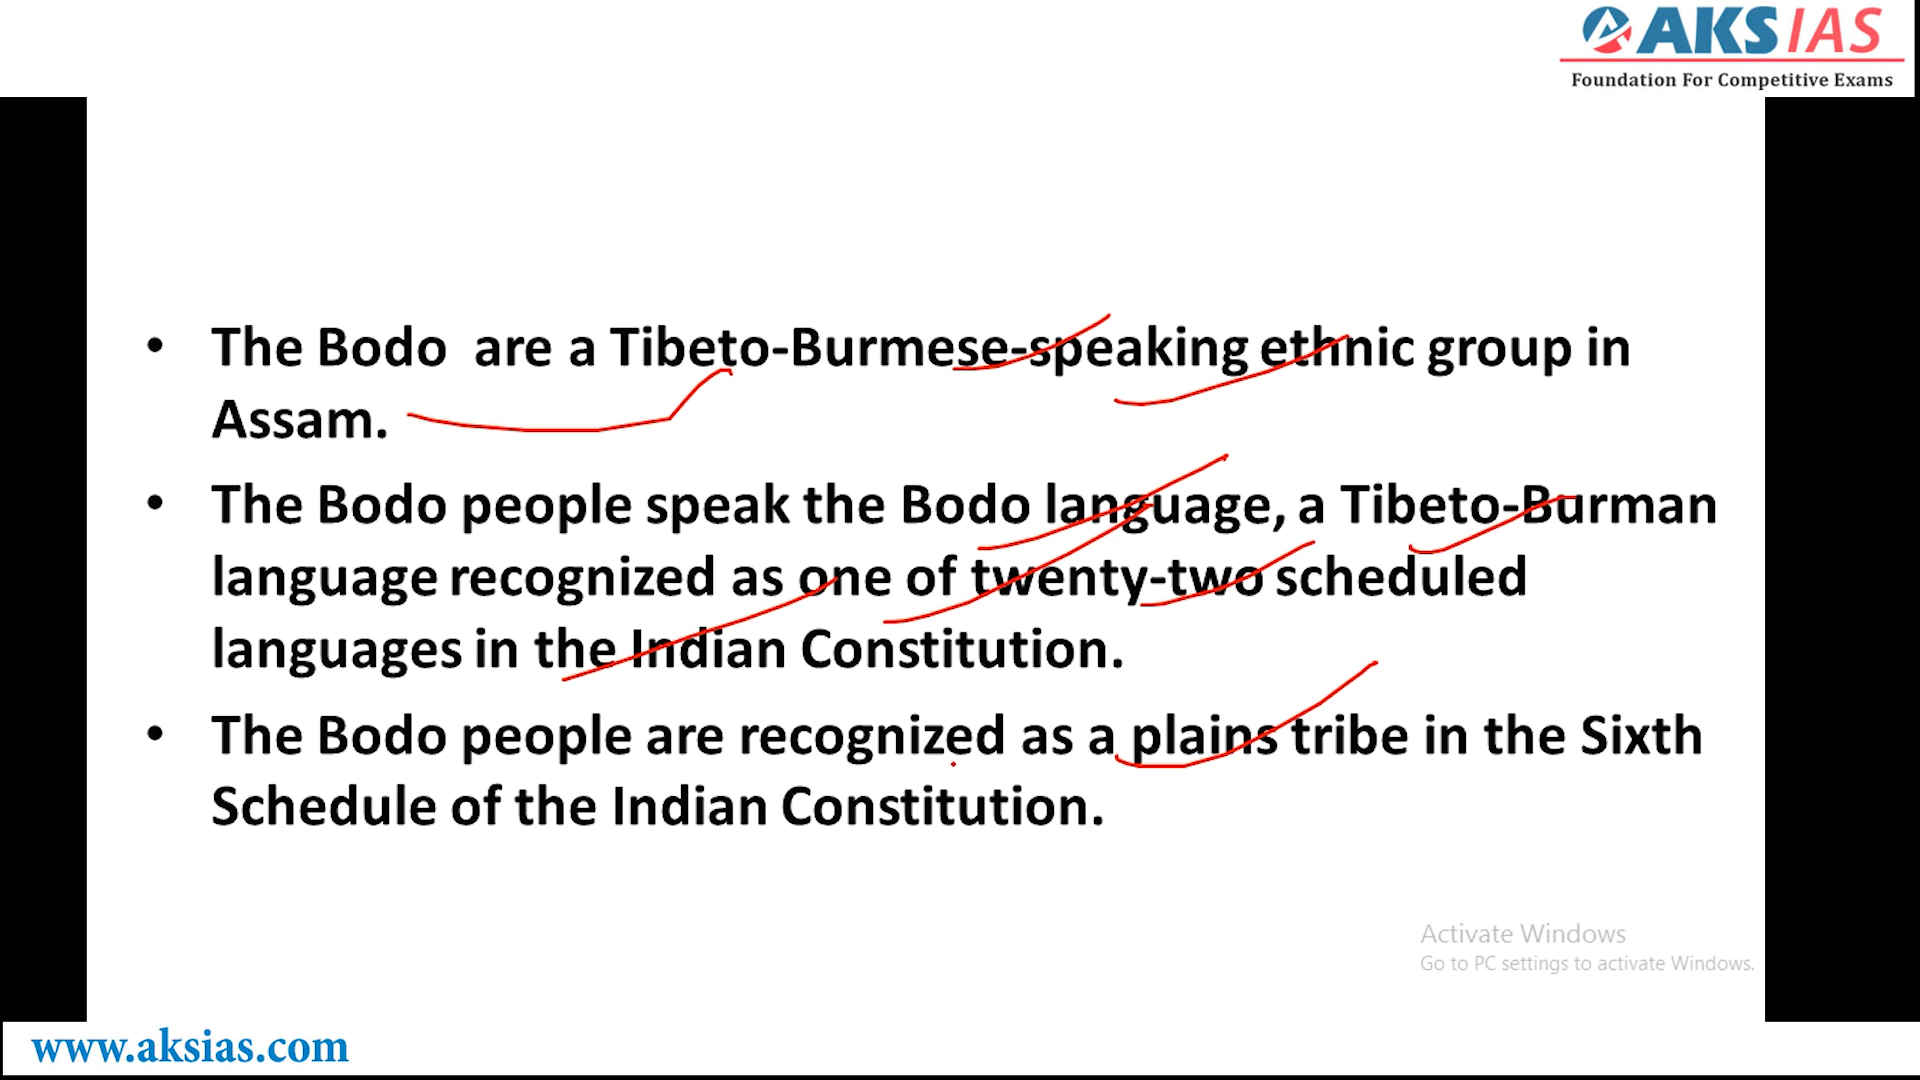 AKS IAS
Foundation For Competitive Exams
• The Bodo are a Tibeto-Burmese-speaking ethnic group in
Assam.
• The Bodo people speak the Bodo language, a Tibeto-Burman
language recognized as one of twenty-two scheduled
languages in the Indian Constitution.
• The Bodo people are recognized as a plains tribe in the Sixth
Schedule of the Indian Constitution.
Activate Windows
Go to PC settings to activate Windows.
www.aksias.com